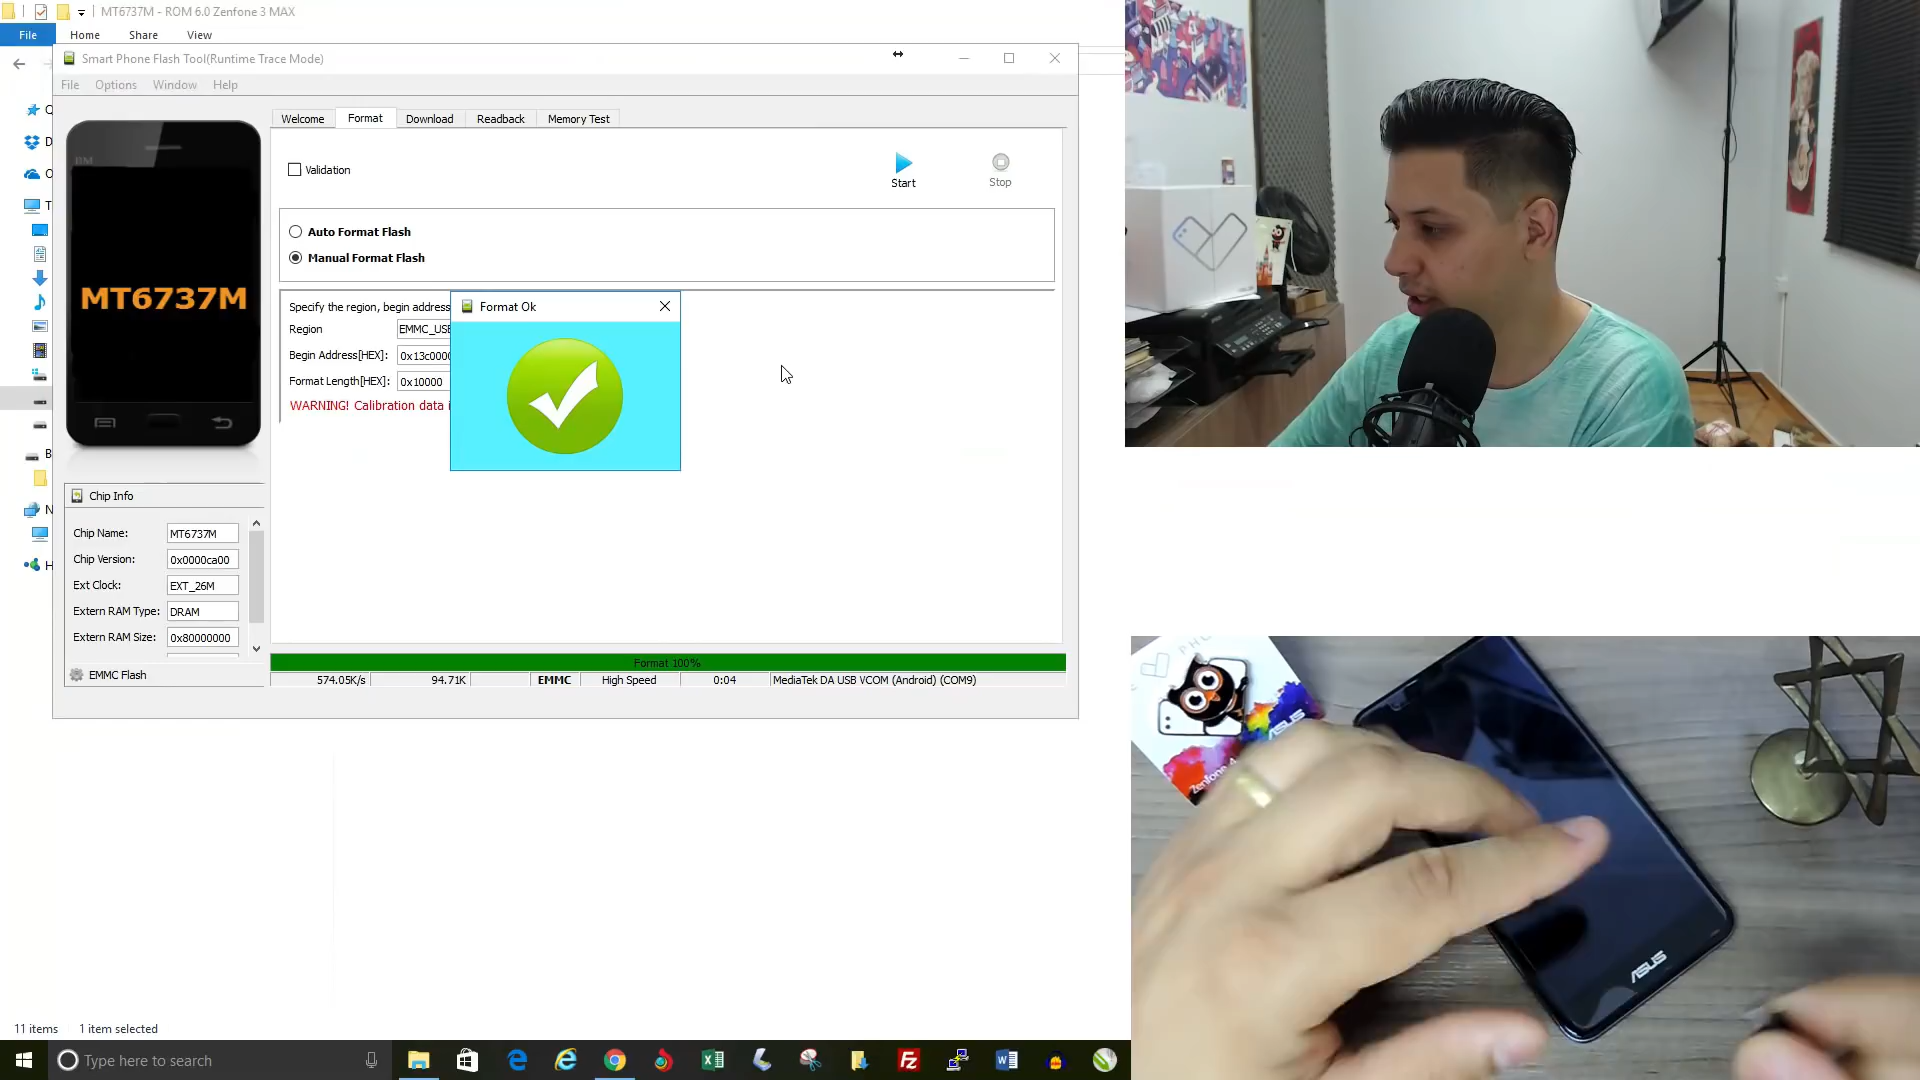 MT6737M - ROM 6.0 Zenfone 3 MAX
File Home Share View
Smart Phone Flash Tool(Runtime Trace Mode)
File Options Window Help
Welcome Format Download Readback Memory Test
BM
MT6737M
Validation
Start
Stop
Auto Format Flash
Manual Format Flash
Specify the region, begin address
Region EMMC_USE
Begin Address[HEX]: 0x13c0000
Format Length[HEX]: 0x10000
WARNING! Calibration data i
Format Ok
Chip Info
Chip Name: MT6737M
Chip Version: 0x0000ca00
Ext Clock: EXT_26M
Extern RAM Type: DRAM
Extern RAM Size: 0x80000000
EMMC Flash
Format 100%
574.05K/s 94.71K EMMC High Speed 0:04 MediaTek DA USB VCOM (Android) (COM9)
11 items 1 item selected
Type here to search
ASUS
Zenfone 4
ASUS